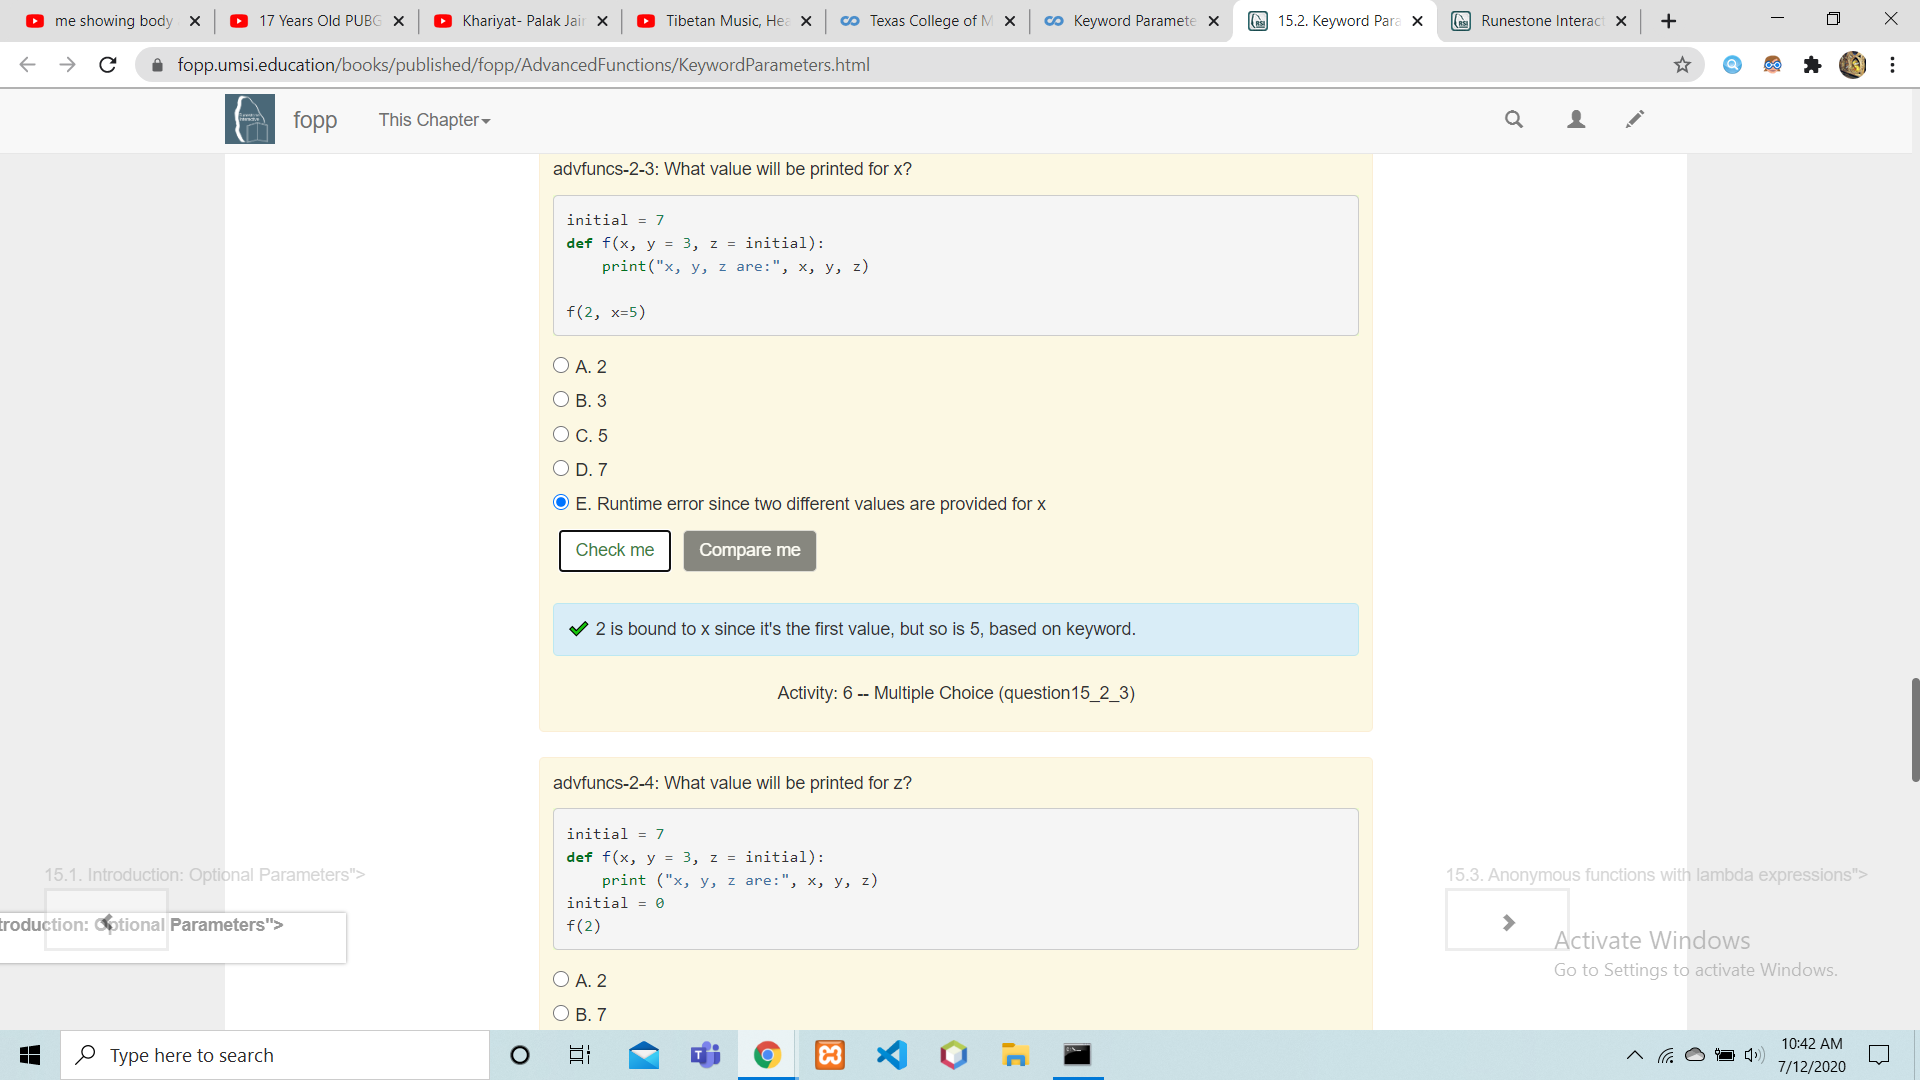 me showing body
17 Years Old PUBG
Khariyat- Palak Jain
Tibetan Music, Hea
Texas College of M
Keyword Paramete
15.2. Keyword Para
Runestone Interact
fopp.umsi.education/books/published/fopp/AdvancedFunctions/KeywordParameters.html
fopp
This Chapter
advfuncs-2-3: What value will be printed for x?
initial = 7
def f(x, y = 3, z = initial):
    print("x, y, z are:", x, y, z)
f(2, x=5)
A. 2
B. 3
C. 5
D. 7
E. Runtime error since two different values are provided for x
Check me
Compare me
2 is bound to x since it's the first value, but so is 5, based on keyword.
Activity: 6 -- Multiple Choice (question15_2_3)
advfuncs-2-4: What value will be printed for z?
initial = 7
def f(x, y = 3, z = initial):
    print ("x, y, z are:", x, y, z)
initial = 0
f(2)
15.1. Introduction: Optional Parameters">
troduction: Optional Parameters">
15.3. Anonymous functions with lambda expressions">
Activate Windows
Go to Settings to activate Windows.
A. 2
B. 7
Type here to search
10:42 AM
7/12/2020